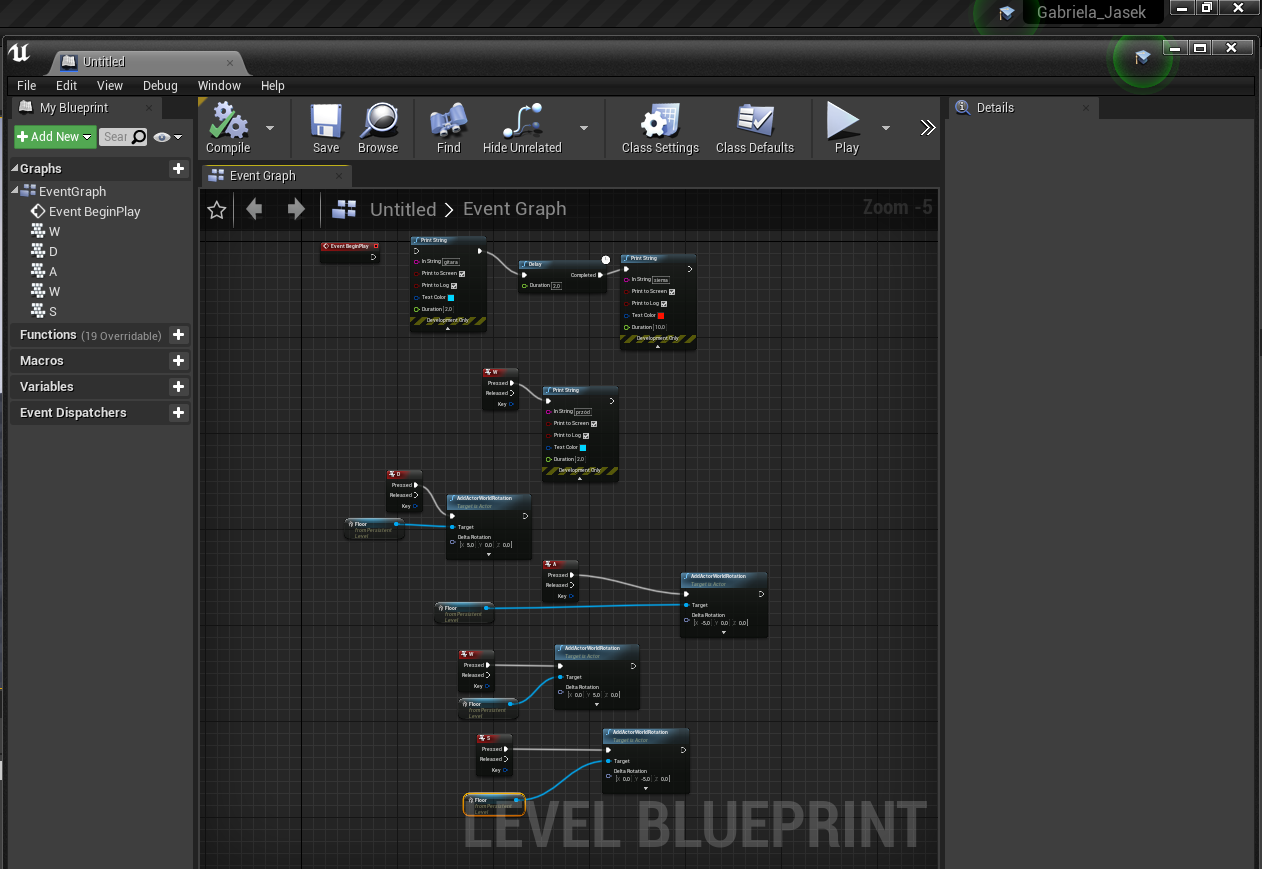 Gabriela_Jasek
Untitled
File Edit View Debug Window Help
My Blueprint
Add New
Sear
Graphs
EventGraph
Event BeginPlay
W
D
A
W
S
Functions (19 Overridable)
Macros
Variables
Event Dispatchers
Compile Save Browse Find Hide Unrelated Class Settings Class Defaults Play
Event Graph
Untitled > Event Graph
Zoom -5
Event BeginPlay
Print String
In String gitara
Print to Screen
Print to Log
Text Color
Duration 2,0
Development Only
Delay
Completed
Duration 2,0
Print String
In String siema
Print to Screen
Print to Log
Text Color
Duration 10,0
Development Only
W
Pressed
Released
Key
Print String
In String przod
Print to Screen
Print to Log
Text Color
Duration 2,0
Development Only
D
Pressed
Released
Key
Floor
from Persistent
Level
AddActorWorldRotation
Target is Actor
Target
Delta Rotation
X 5,0 Y 0,0 Z 0,0
A
Pressed
Released
Key
Floor
from Persistent
Level
AddActorWorldRotation
Target is Actor
Target
Delta Rotation
X -5,0 Y 0,0 Z 0,0
W
Pressed
Released
Key
Floor
from Persistent
Level
AddActorWorldRotation
Target is Actor
Target
Delta Rotation
X 0,0 Y 5,0 Z 0,0
S
Pressed
Released
Key
Floor
from Persistent
Level
AddActorWorldRotation
Target is Actor
Target
Delta Rotation
X 0,0 Y -5,0 Z 0,0
LEVEL BLUEPRINT
Details